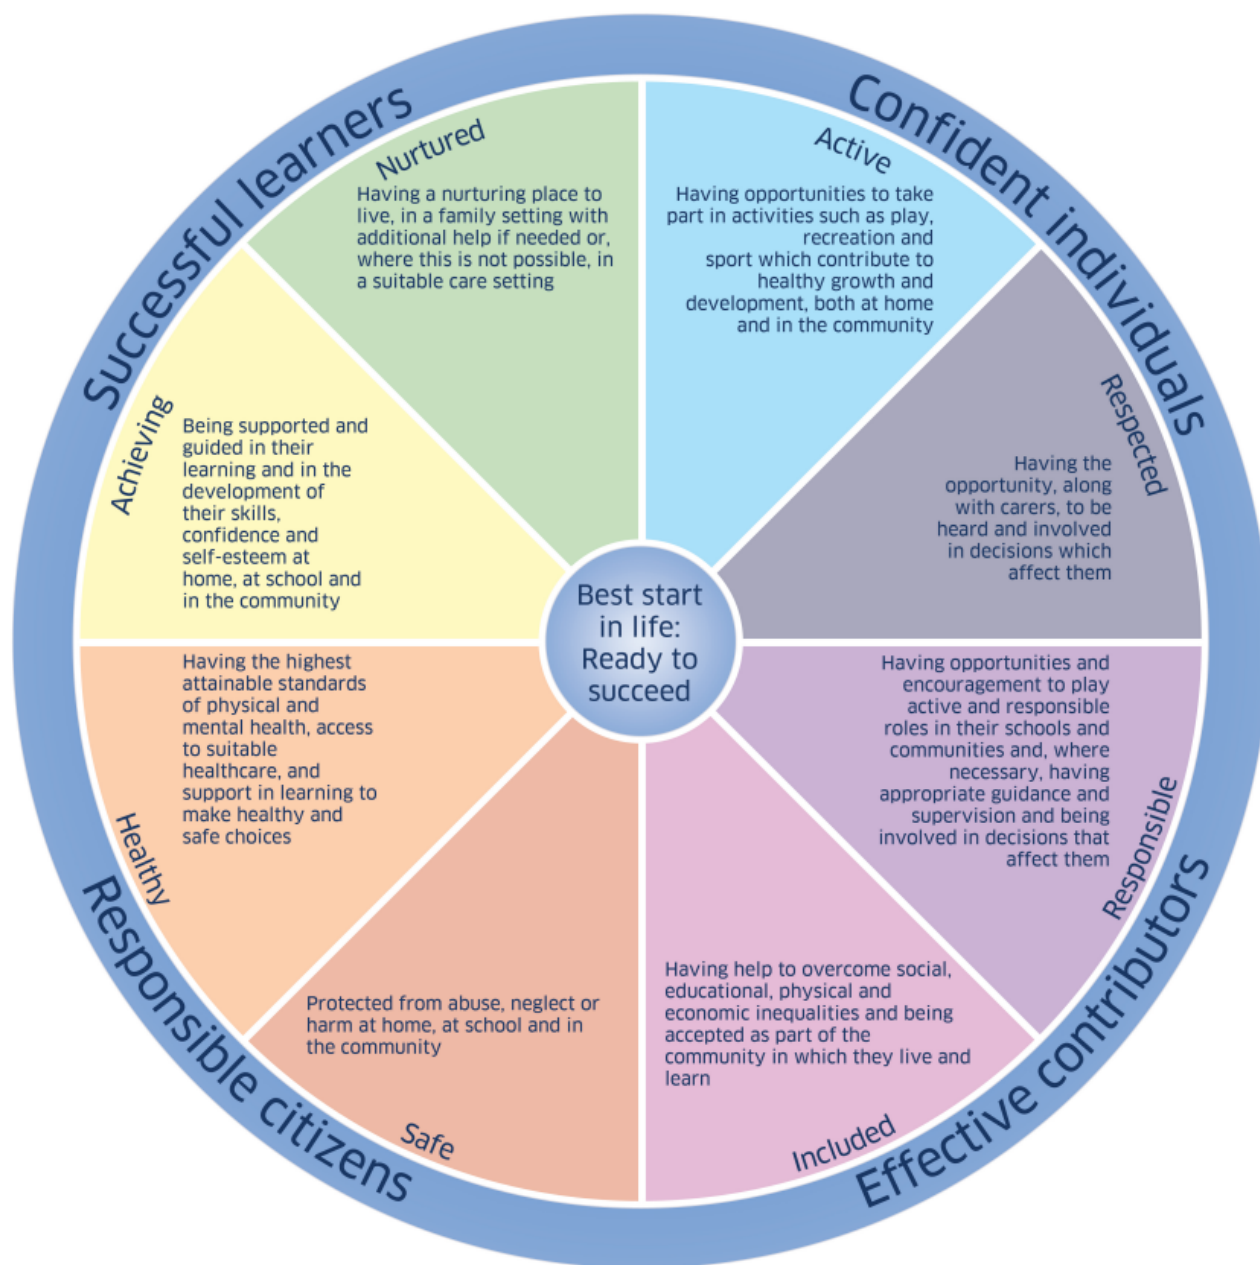 Successful learners
Confident individuals
Nurtured
Having a nurturing place to
live, in a family setting with
additional help if needed or,
where this is not possible, in
a suitable care setting
Active
Having opportunities to take
part in activities such as play,
recreation and
sport which contribute to
healthy growth and
development, both at home
and in the community
Achieving
Being supported and
guided in their
learning and in the
development of
their skills,
confidence and
self-esteem at
home, at school and
in the community
Respected
Having the
opportunity, along
with carers, to be
heard and involved
in decisions which
affect them
Best start
in life:
Ready to
succeed
Having the highest
attainable standards
of physical and
mental health, access
to suitable
healthcare, and
support in learning to
make healthy and
safe choices
Healthy
Having opportunities and
encouragement to play
active and responsible
roles in their schools and
communities and, where
necessary, having
appropriate guidance and
supervision and being
involved in decisions that
affect them
Responsible
Protected from abuse, neglect or
harm at home, at school and in
the community
Safe
Having help to overcome social,
educational, physical and
economic inequalities and being
accepted as part of the
community in which they live and
learn
Included
Responsible citizens
Effective contributors